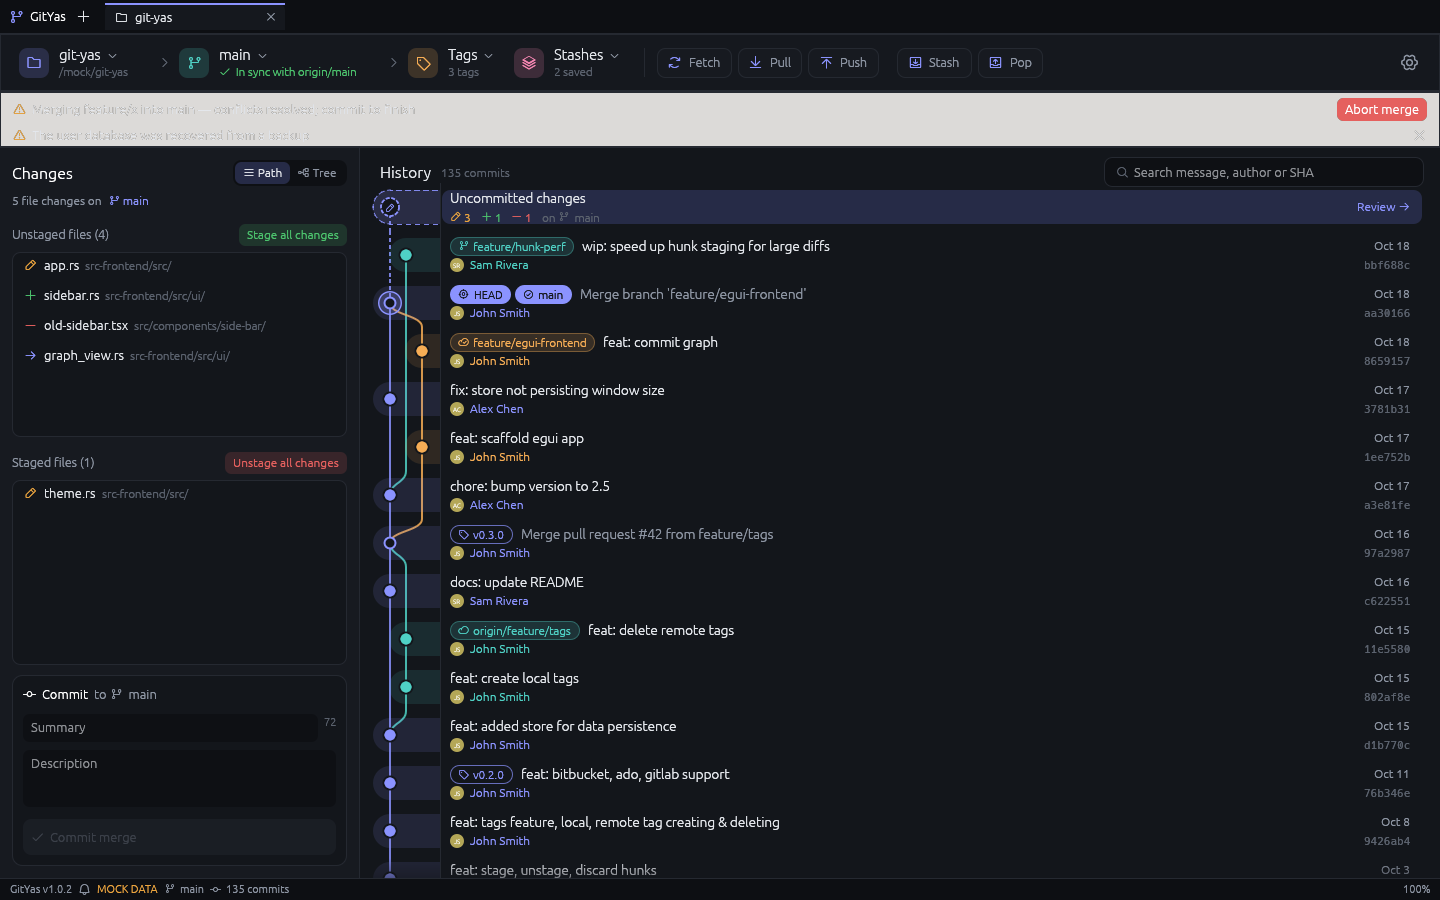 GitYas
git-yas
git-yas
/mock/git-yas
main
In sync with origin/main
Tags
3 tags
Stashes
2 saved
Fetch
Pull
Push
Stash
Pop
Abort merge
Changes
Path
Tree
5 file changes on main
Unstaged files (4)
Stage all changes
app.rs src-frontend/src/
sidebar.rs src-frontend/src/ui/
old-sidebar.tsx src/components/side-bar/
graph_view.rs src-frontend/src/ui/
Staged files (1)
Unstage all changes
theme.rs src-frontend/src/
Commit to main
Summary
72
Description
Commit merge
History 135 commits
Search message, author or SHA
Uncommitted changes
3 + 1 − 1 on main
Review →
feature/hunk-perf wip: speed up hunk staging for large diffs Oct 18
SR Sam Rivera bbf688c
HEAD main Merge branch 'feature/egui-frontend' Oct 18
JS John Smith aa30166
feature/egui-frontend feat: commit graph Oct 18
JS John Smith 8659157
fix: store not persisting window size Oct 17
AC Alex Chen 3781b31
feat: scaffold egui app Oct 17
JS John Smith 1ee752b
chore: bump version to 2.5 Oct 17
AC Alex Chen a3e81fe
v0.3.0 Merge pull request #42 from feature/tags Oct 16
JS John Smith 97a2987
docs: update README Oct 16
SR Sam Rivera c622551
origin/feature/tags feat: delete remote tags Oct 15
JS John Smith 11e5580
feat: create local tags Oct 15
JS John Smith 802af8e
feat: added store for data persistence Oct 15
JS John Smith d1b770c
v0.2.0 feat: bitbucket, ado, gitlab support Oct 11
JS John Smith 76b346e
feat: tags feature, local, remote tag creating & deleting Oct 8
JS John Smith 9426ab4
feat: stage, unstage, discard hunks Oct 3
GitYas v1.0.2 MOCK DATA main 135 commits 100%